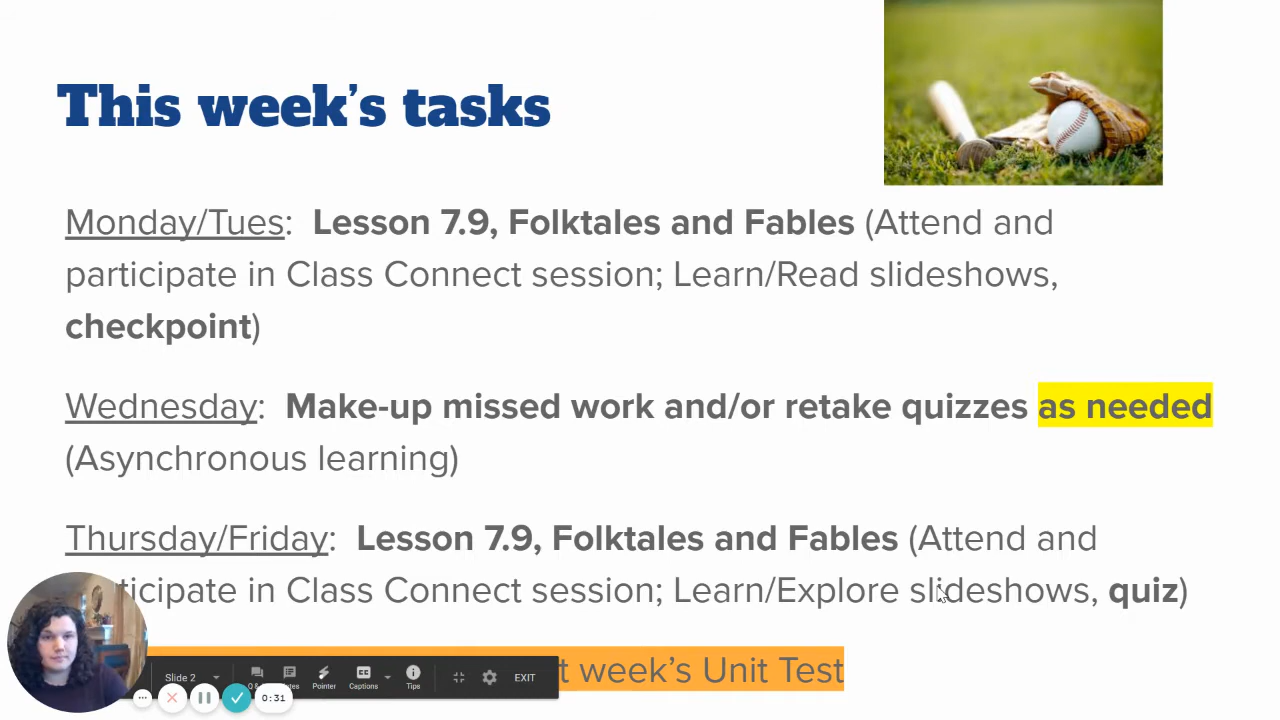 This week's tasks
Monday/Tues: Lesson 7.9, Folktales and Fables (Attend and
participate in Class Connect session; Learn/Read slideshows,
checkpoint)
Wednesday: Make-up missed work and/or retake quizzes as needed
(Asynchronous learning)
Thursday/Friday: Lesson 7.9, Folktales and Fables (Attend and
ticipate in Class Connect session; Learn/Explore slideshows, quiz)
t week's Unit Test
Slide 2
Pointer
Captions
Tips
EXIT
0:31